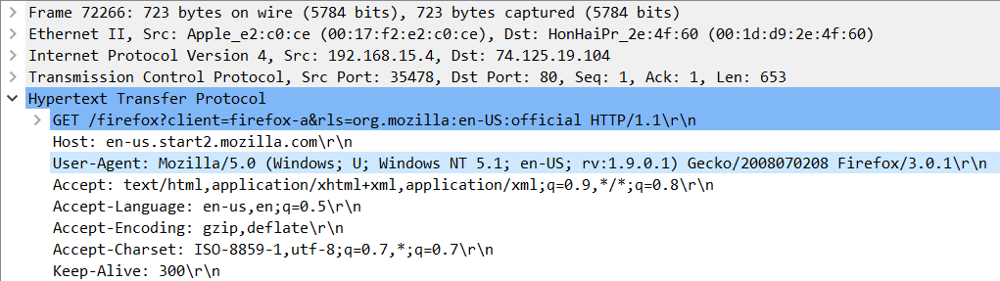 Frame 72266: 723 bytes on wire (5784 bits), 723 bytes captured (5784 bits)
Ethernet II, Src: Apple_e2:c0:ce (00:17:f2:e2:c0:ce), Dst: HonHaiPr_2e:4f:60 (00:1d:d9:2e:4f:60)
Internet Protocol Version 4, Src: 192.168.15.4, Dst: 74.125.19.104
Transmission Control Protocol, Src Port: 35478, Dst Port: 80, Seq: 1, Ack: 1, Len: 653
Hypertext Transfer Protocol
GET /firefox?client=firefox-a&rls=org.mozilla:en-US:official HTTP/1.1\r\n
Host: en-us.start2.mozilla.com\r\n
User-Agent: Mozilla/5.0 (Windows; U; Windows NT 5.1; en-US; rv:1.9.0.1) Gecko/2008070208 Firefox/3.0.1\r\n
Accept: text/html,application/xhtml+xml,application/xml;q=0.9,*/*;q=0.8\r\n
Accept-Language: en-us,en;q=0.5\r\n
Accept-Encoding: gzip,deflate\r\n
Accept-Charset: ISO-8859-1,utf-8;q=0.7,*;q=0.7\r\n
Keep-Alive: 300\r\n